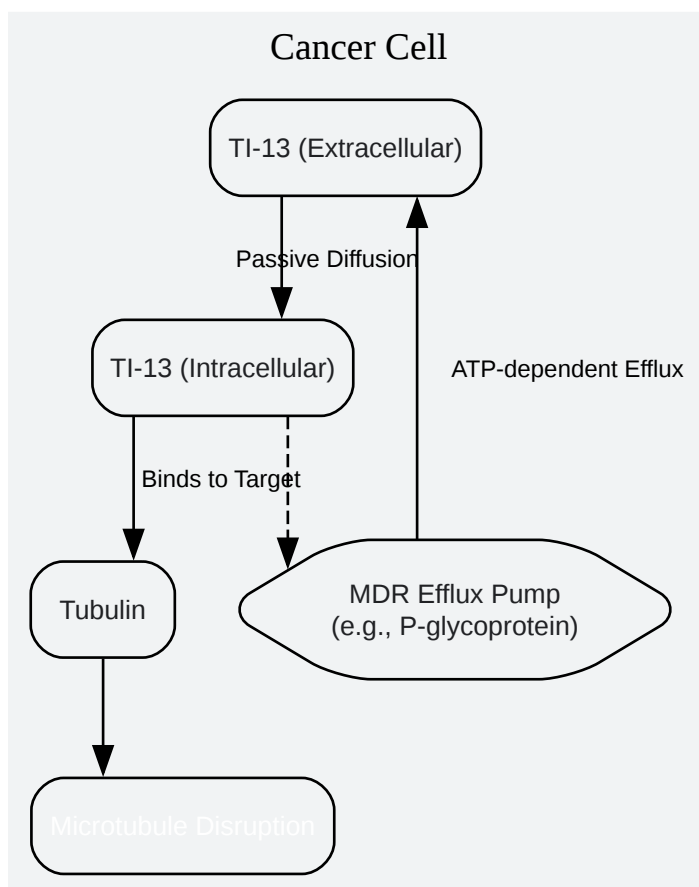 Cancer Cell
TI-13 (Extracellular)
Passive Diffusion
TI-13 (Intracellular)
ATP-dependent Efflux
Binds to Target
Tubulin
MDR Efflux Pump
(e.g., P-glycoprotein)
Microtubule Disruption